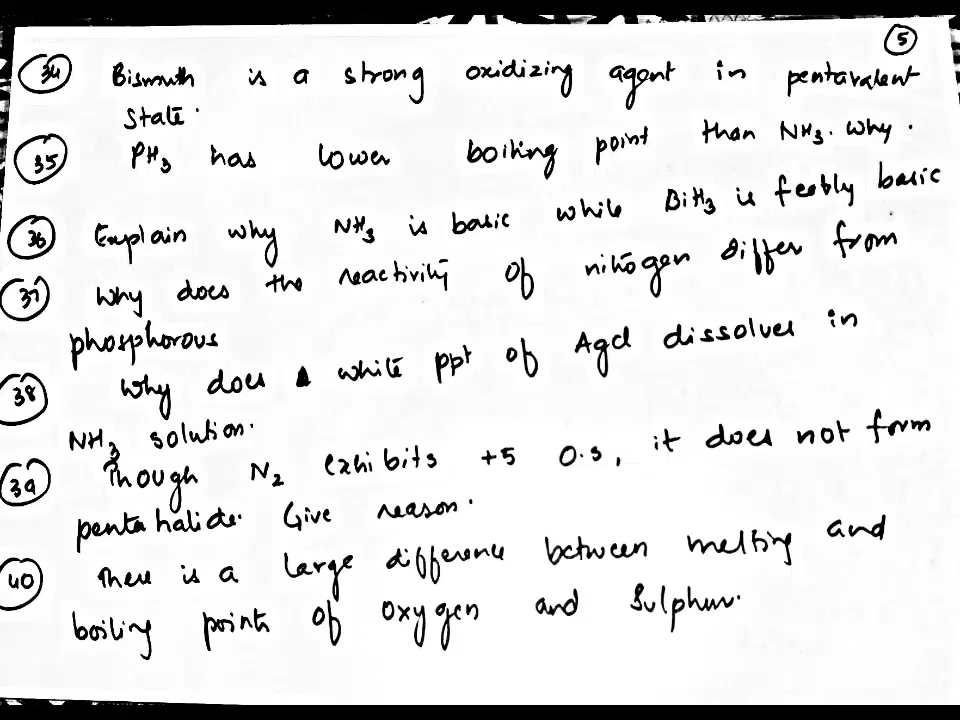 5
34 Bismuth is a strong oxidizing agent in pentavalent
state.
35 PH3 has lower boiling point than NH3. Why.
36 Explain why NH3 is basic while BiH3 is feebly basic
37 Why does the reactivity of nitrogen differ from
phosphorous
38 Why does white ppt of Agcl dissolves in
NH3 solution.
39 Though N2 exhibits +5 O.S, it does not form
penta halide. Give reason.
40 There is a large difference between melting and
boiling points of oxygen and Sulphur.